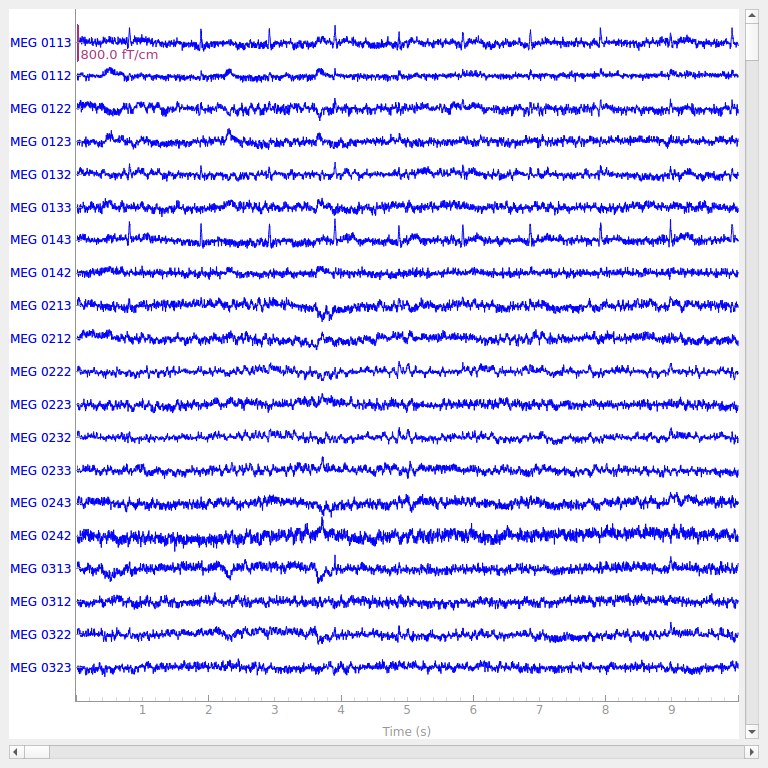 MEG 0113
800.0 fT/cm
MEG 0112
MEG 0122
MEG 0123
MEG 0132
MEG 0133
MEG 0143
MEG 0142
MEG 0213
MEG 0212
MEG 0222
MEG 0223
MEG 0232
MEG 0233
MEG 0243
MEG 0242
MEG 0313
MEG 0312
MEG 0322
MEG 0323
1 2 3 4 5 6 7 8 9
Time (s)